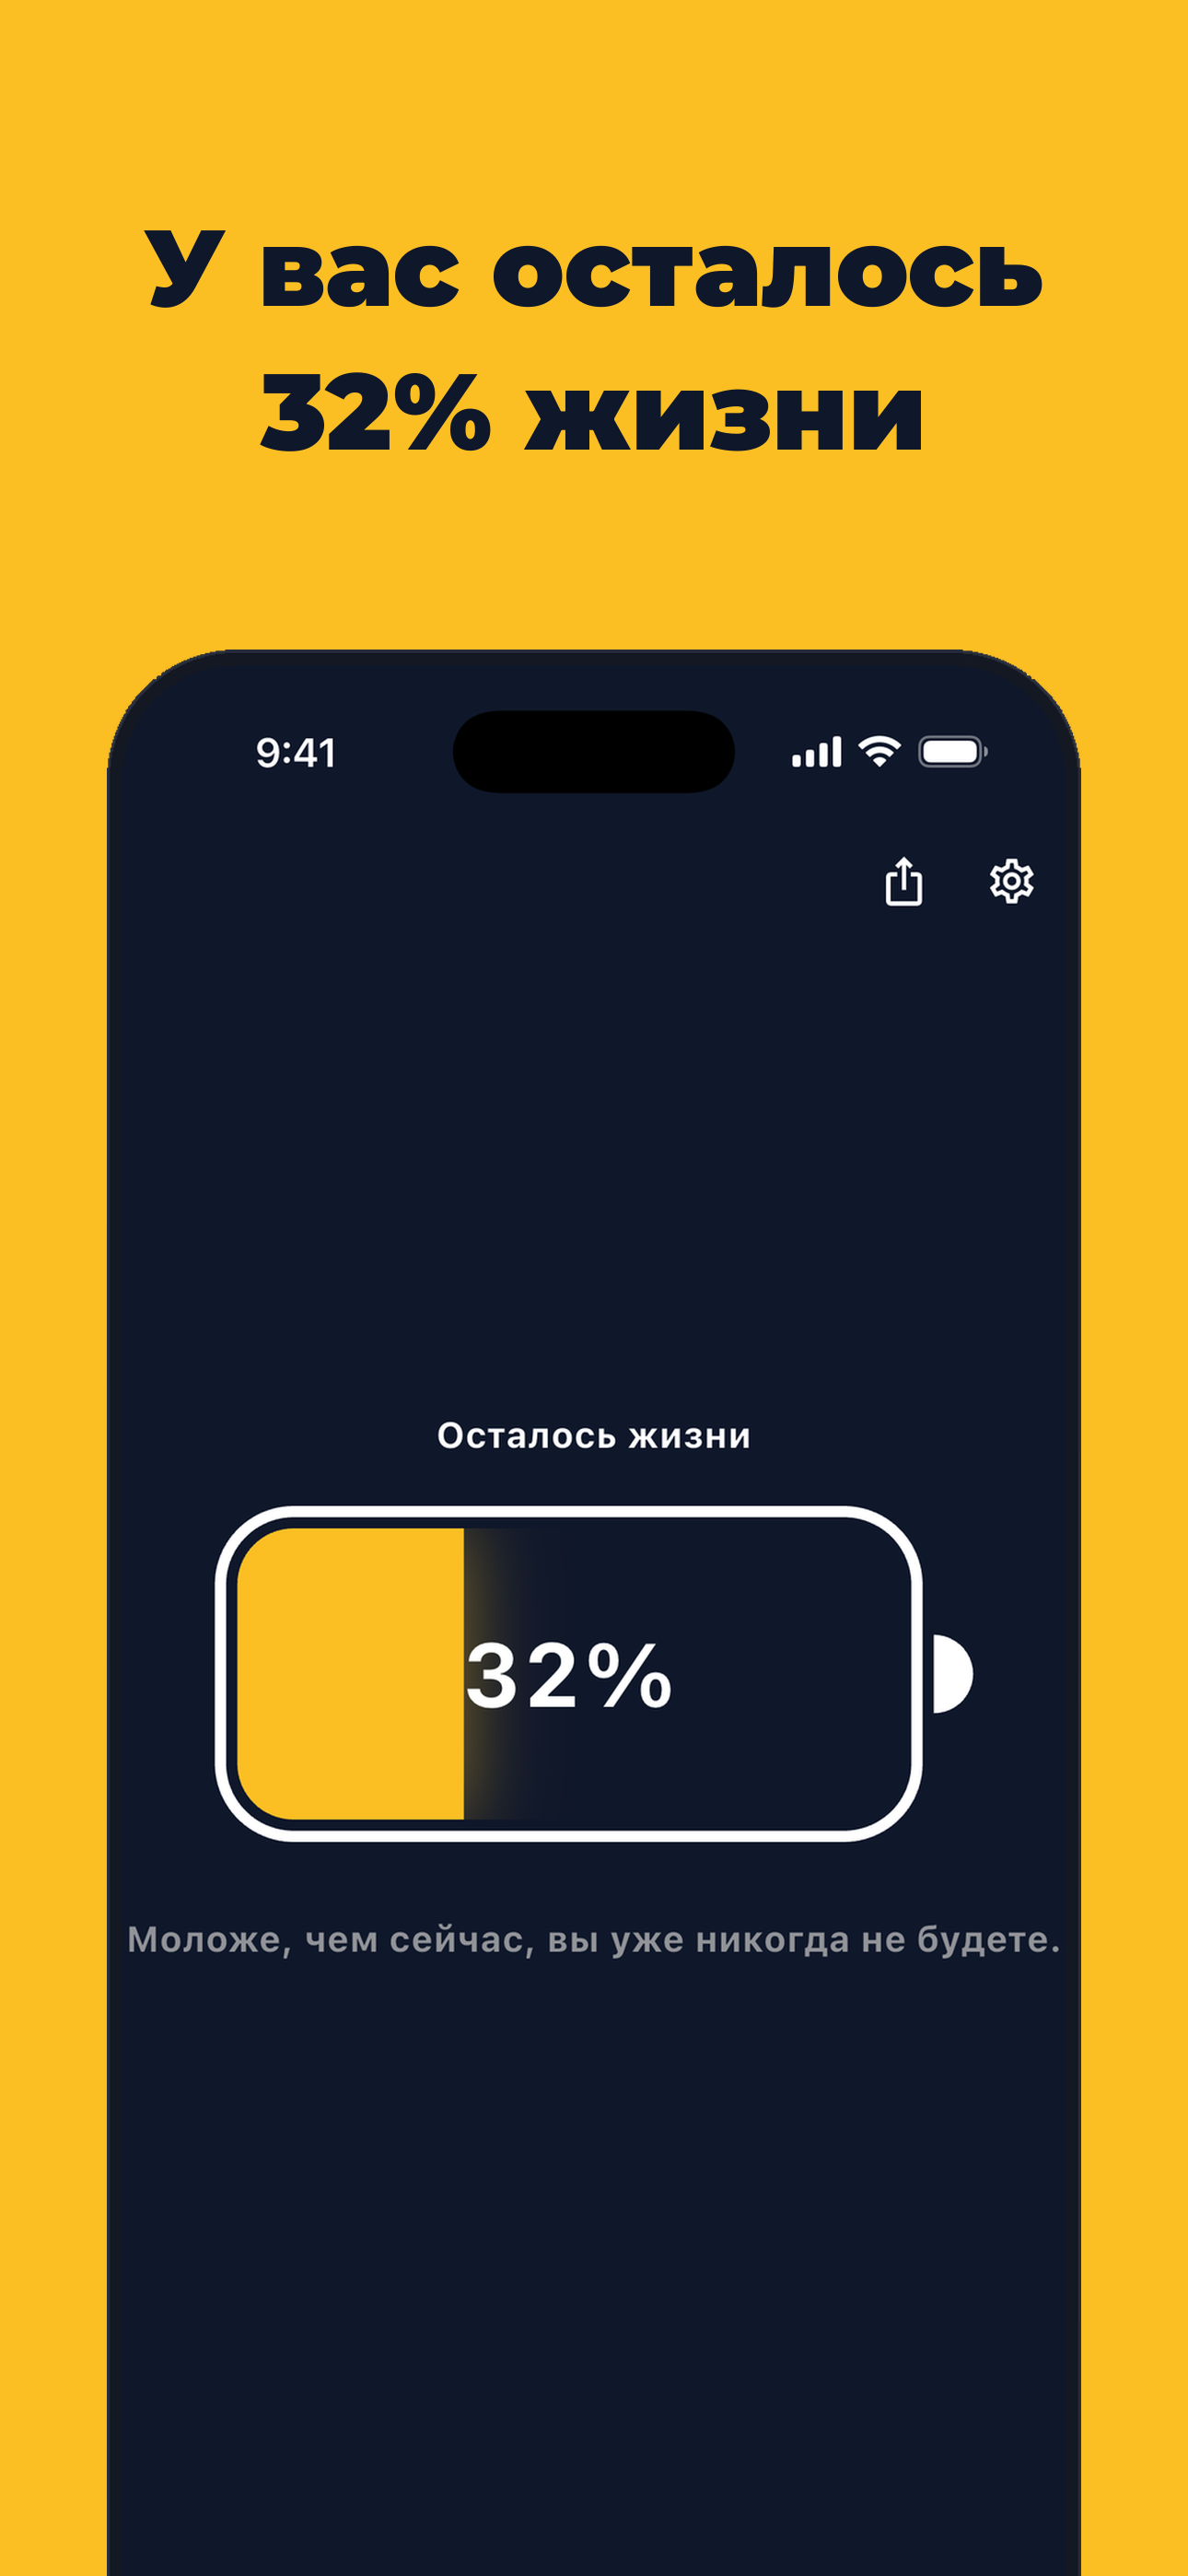 У вас осталось
32% жизни
9:41
Осталось жизни
32%
Моложе, чем сейчас, вы уже никогда не будете.